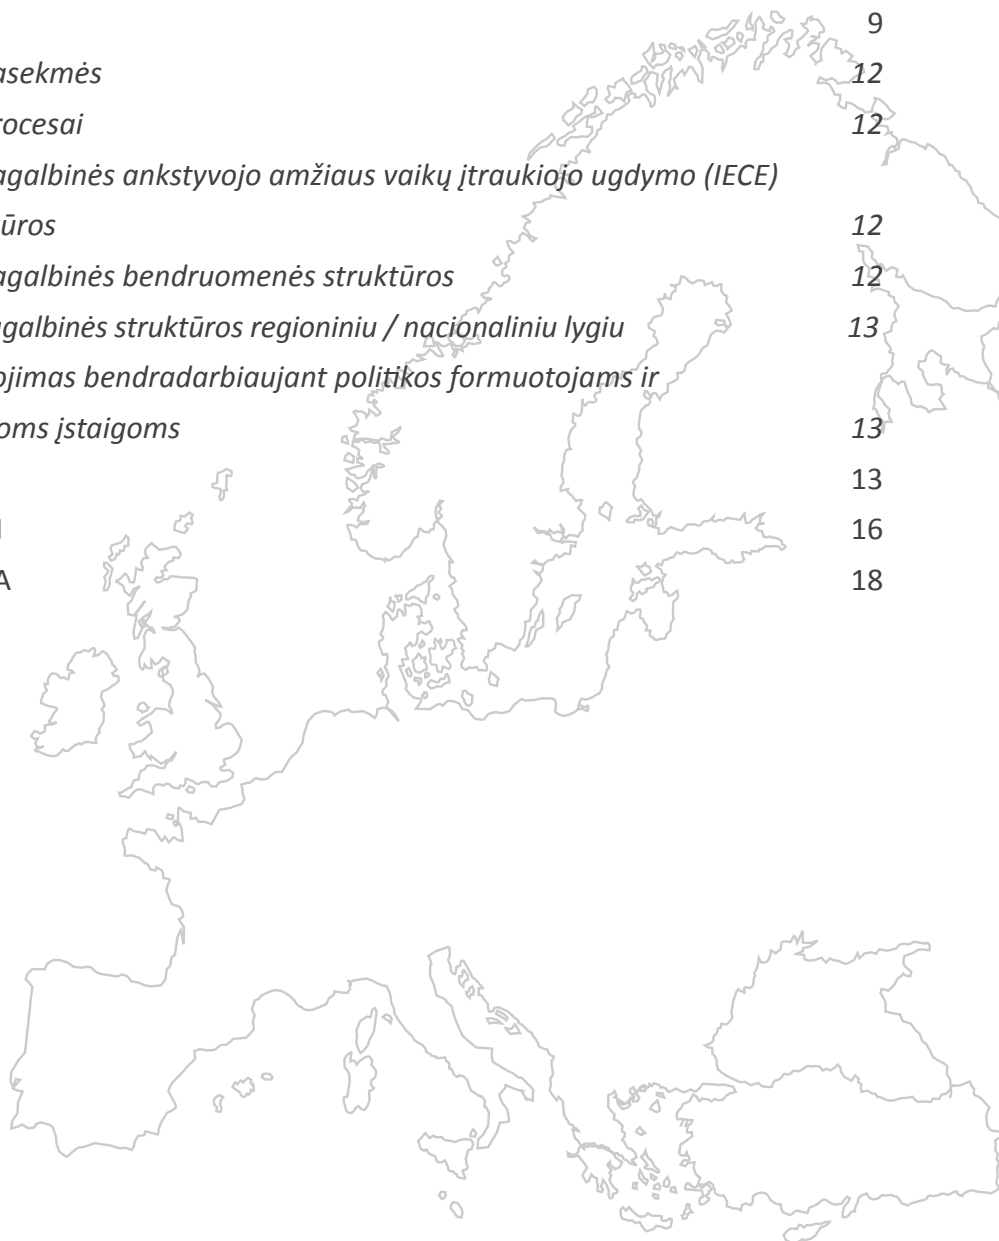 9
asekmės 12
rocesai 12
agalbinės ankstyvojo amžiaus vaikų įtraukiojo ugdymo (IECE)
ūros 12
agalbinės bendruomenės struktūros 12
agalbinės struktūros regioniniu / nacionaliniu lygiu 13
ojimas bendradarbiaujant politikos formuotojams ir
oms įstaigoms 13
13
16
A 18